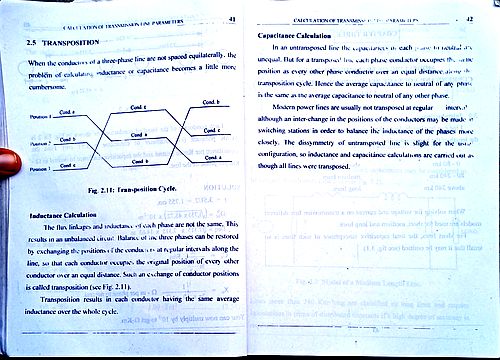 CALCULATION OF TRANSMISSION LINE PARAMETERS 41
2.5 TRANSPOSITION
When the conductors of a three-phase line are not spaced equilaterally, the
problem of calculating inductance or capacitance becomes a little more
cumbersome.
Position 1 Cond. a Cond. c Cond. b
Position 2 Cond. b Cond. a Cond. c
Position 3 Cond. c Cond. b Cond. a
Fig. 2.11: Transposition Cycle.
Inductance Calculation
The flux linkages and inductance of each phase are not the same. This
results in an unbalanced circuit. Balance of the three phases can be restored
by exchanging the positions of the conductors at regular intervals along the
line, so that each conductor occupies the original position of every other
conductor over an equal distance. Such an exchange of conductor positions
is called transposition (see Fig. 2.11).
Transposition results in each conductor having the same average
inductance over the whole cycle.
CALCULATION OF TRANSMISSION LINE PARAMETERS 42
Capacitance Calculation
In an untransposed line the capacitances of each phase to neutral are
unequal. But for a transposed line each phase conductor occupies the same
position as every other phase conductor over an equal distance along the
transposition cycle. Hence the average capacitance to neutral of any phase
is the same as the average capacitance to neutral of any other phase.
Modern power lines are usually not transposed at regular intervals
although an inter-change in the positions of the conductors may be made
switching stations in order to balance the inductance of the phases more
closely. The dissymmetry of untransposed line is slight for the
configuration, so inductance and capacitance calculations are carried out as
though all lines were transposed.